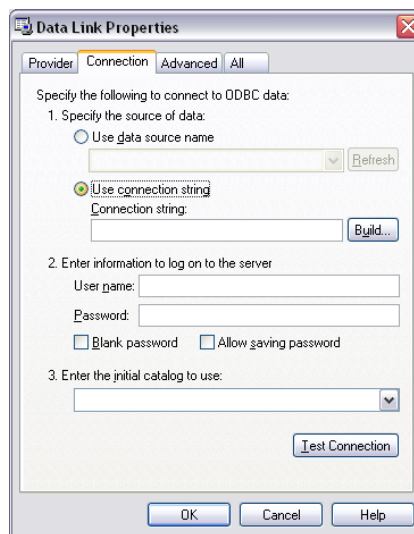 Data Link Properties
Provider Connection Advanced All
Specify the following to connect to ODBC data:
1. Specify the source of data:
Use data source name
Refresh
Use connection string
Connection string:
Build...
2. Enter information to log on to the server
User name:
Password:
Blank password Allow saving password
3. Enter the initial catalog to use:
Test Connection
OK Cancel Help